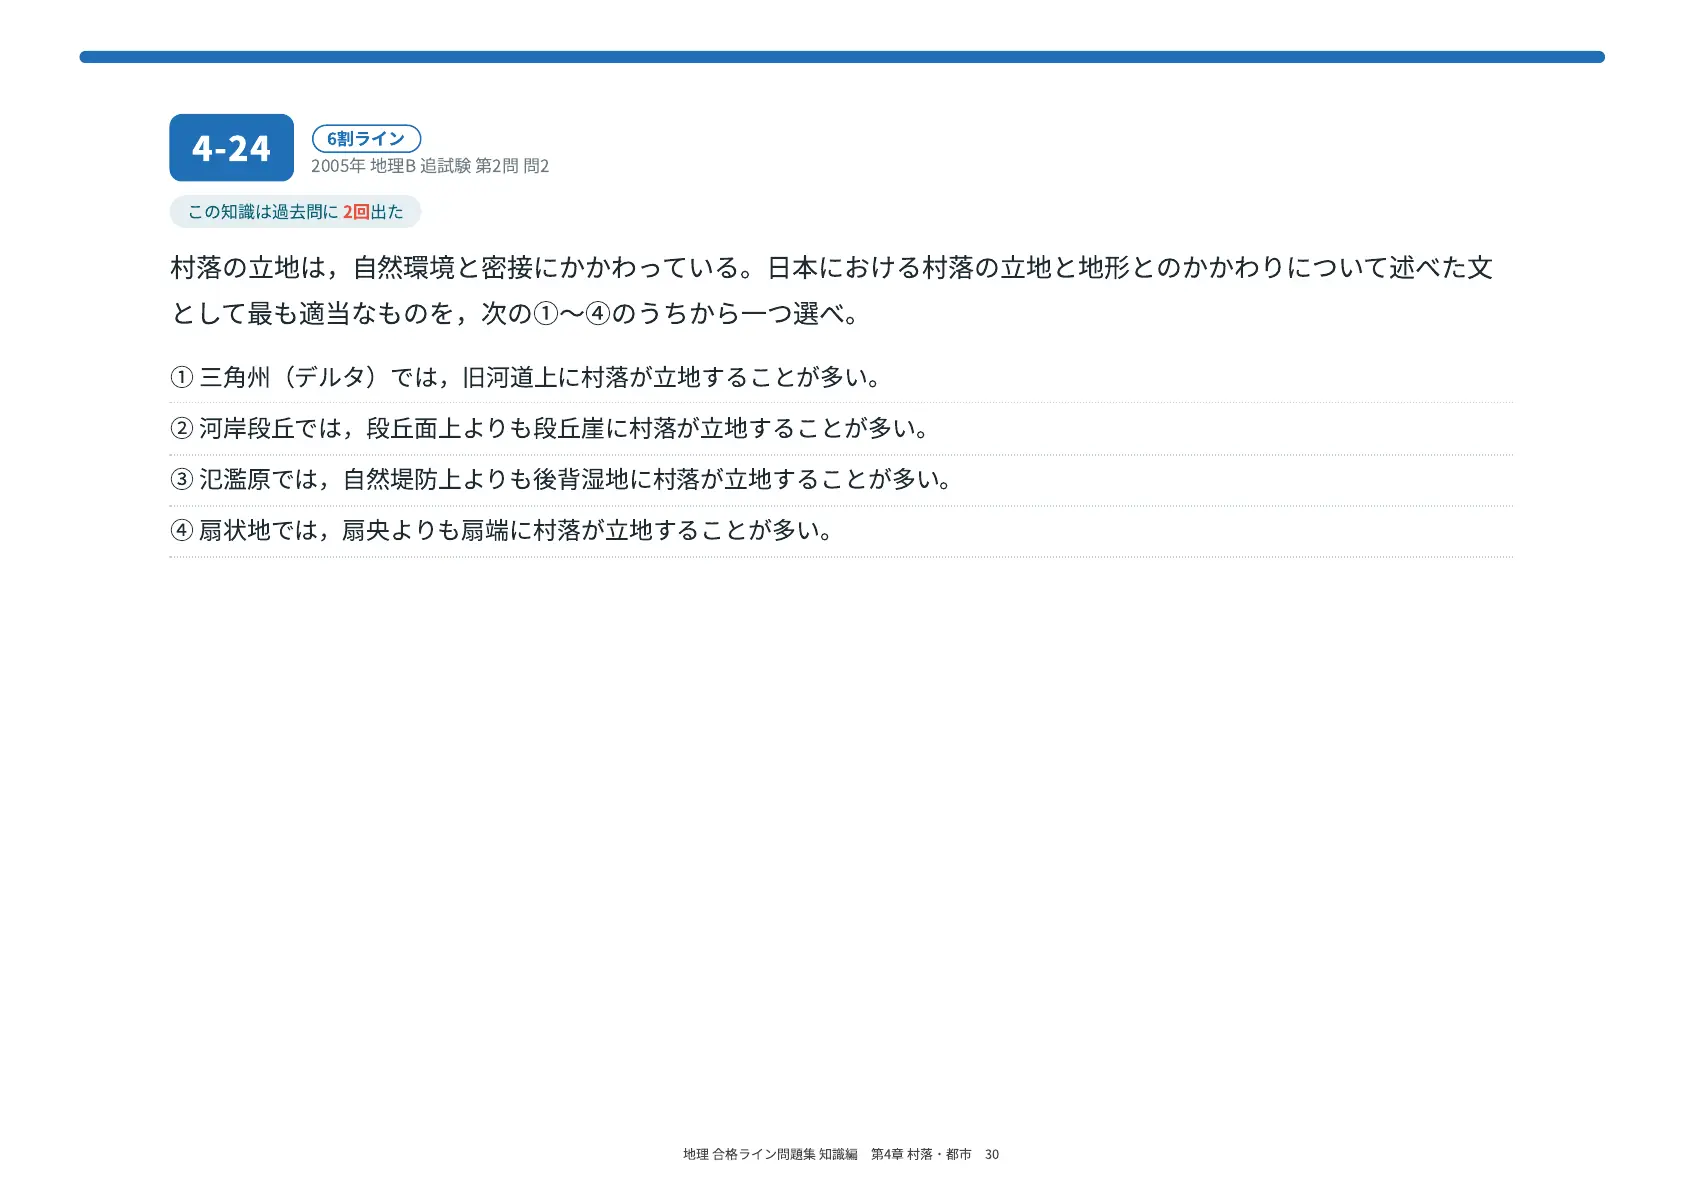 4-24
6割ライン
2005年 地理B 追試験 第2問 問2
この知識は過去問に 2回出た
村落の立地は，自然環境と密接にかかわっている。日本における村落の立地と地形とのかかわりについて述べた文
として最も適当なものを，次の①〜④のうちから一つ選べ。
① 三角州（デルタ）では，旧河道上に村落が立地することが多い。
② 河岸段丘では，段丘面上よりも段丘崖に村落が立地することが多い。
③ 氾濫原では，自然堤防上よりも後背湿地に村落が立地することが多い。
④ 扇状地では，扇央よりも扇端に村落が立地することが多い。
地理 合格ライン問題集 知識編　第4章 村落・都市　30